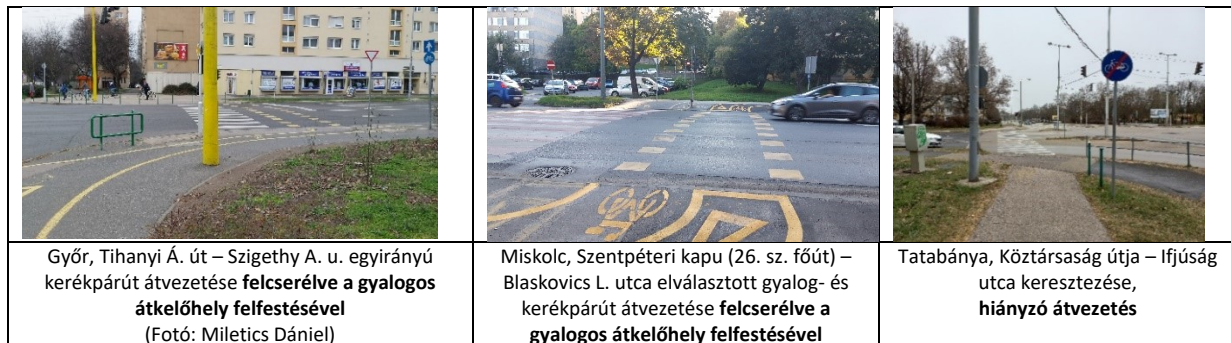 Győr, Tihanyi Á. út – Szigethy A. u. egyirányú
kerékpárút átvezetése felcserélve a gyalogos
átkelőhely felfestésével
(Fotó: Miletics Dániel)
Miskolc, Szentpéteri kapu (26. sz. főút) –
Blaskovics L. utca elválasztott gyalog- és
kerékpárút átvezetése felcserélve a
gyalogos átkelőhely felfestésével
Tatabánya, Köztársaság útja – Ifjúság
utca keresztezése,
hiányzó átvezetés